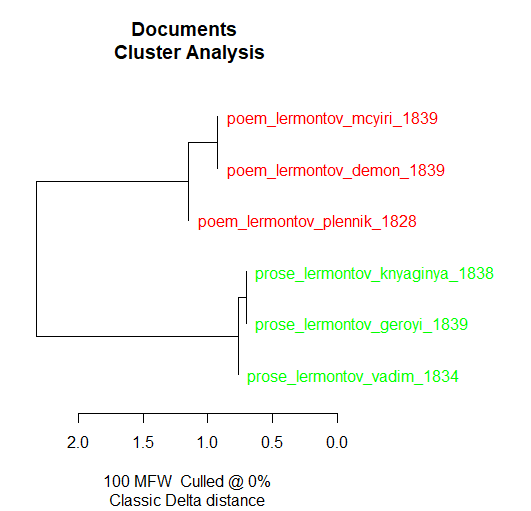 Documents
Cluster Analysis
poem_lermontov_mcyiri_1839
poem_lermontov_demon_1839
poem_lermontov_plennik_1828
prose_lermontov_knyaginya_1838
prose_lermontov_geroyi_1839
prose_lermontov_vadim_1834
2.0 1.5 1.0 0.5 0.0
100 MFW Culled @ 0%
Classic Delta distance